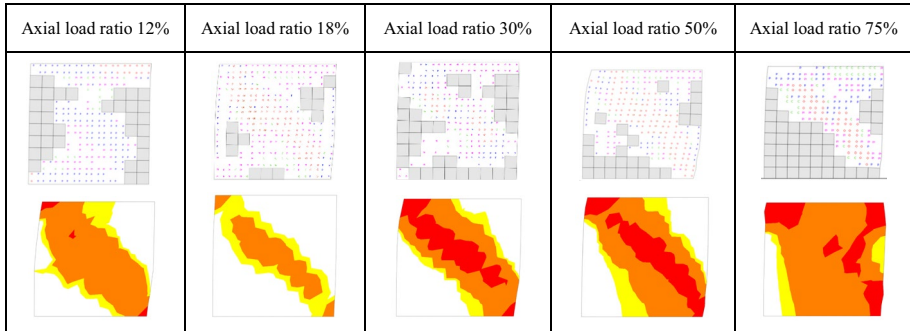 Axial load ratio 12%
Axial load ratio 18%
Axial load ratio 30%
Axial load ratio 50%
Axial load ratio 75%